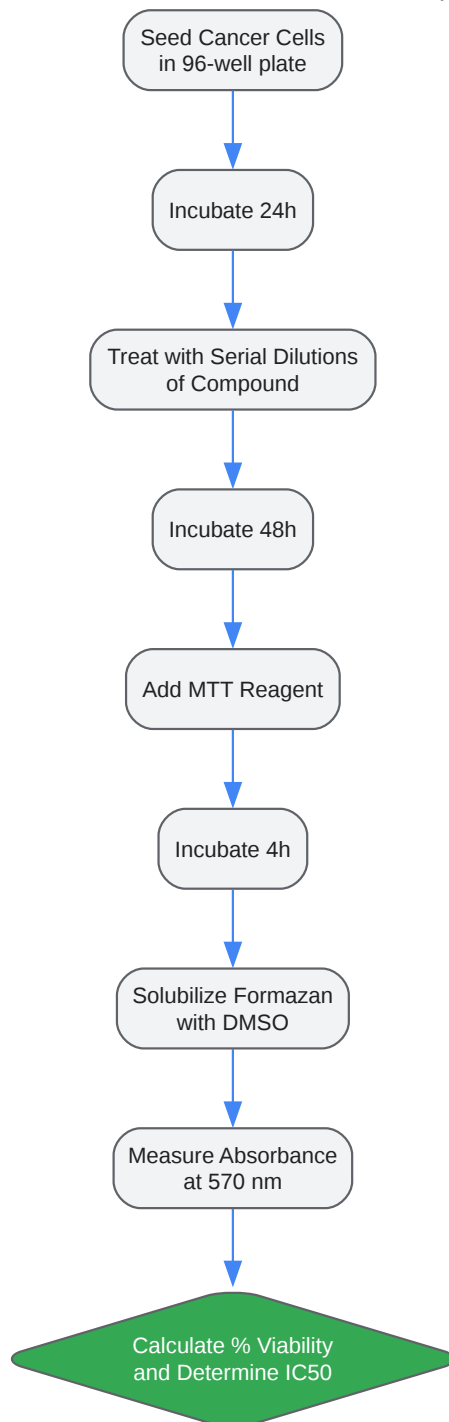 Seed Cancer Cells
in 96-well plate
Incubate 24h
Treat with Serial Dilutions
of Compound
Incubate 48h
Add MTT Reagent
Incubate 4h
Solubilize Formazan
with DMSO
Measure Absorbance
at 570 nm
Calculate % Viability
and Determine IC50